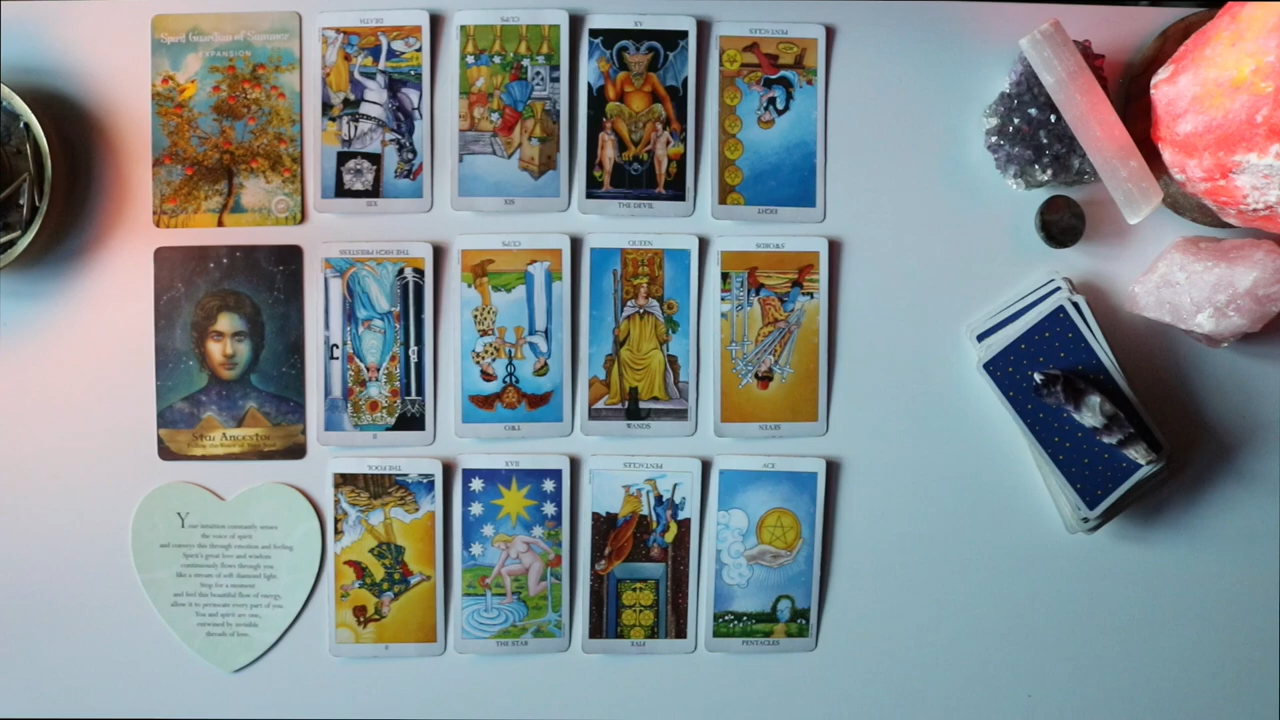 Spirit Guardian of Summer
EXPANSION
DEATH
XIII
CUPS
SIX
XV
THE DEVIL
PENTACLES
EIGHT
Star Ancestor
THE HIGH PRIESTESS
II
J
B
CUPS
TWO
QUEEN
WANDS
SWORDS
SEVEN
Your intuition constantly senses
the voice of spirit
and conveys this through emotion and feeling.
Spirit's great love and wisdom
continuously flows through you
like a stream of soft diamond light.
Stop for a moment
and feel this beautiful flow of energy,
allow it to permeate every part of you.
You and spirit are one,
entwined by invisible
threads of love.
THE FOOL
THE STAR
PENTACLES
FIVE
PENTACLES